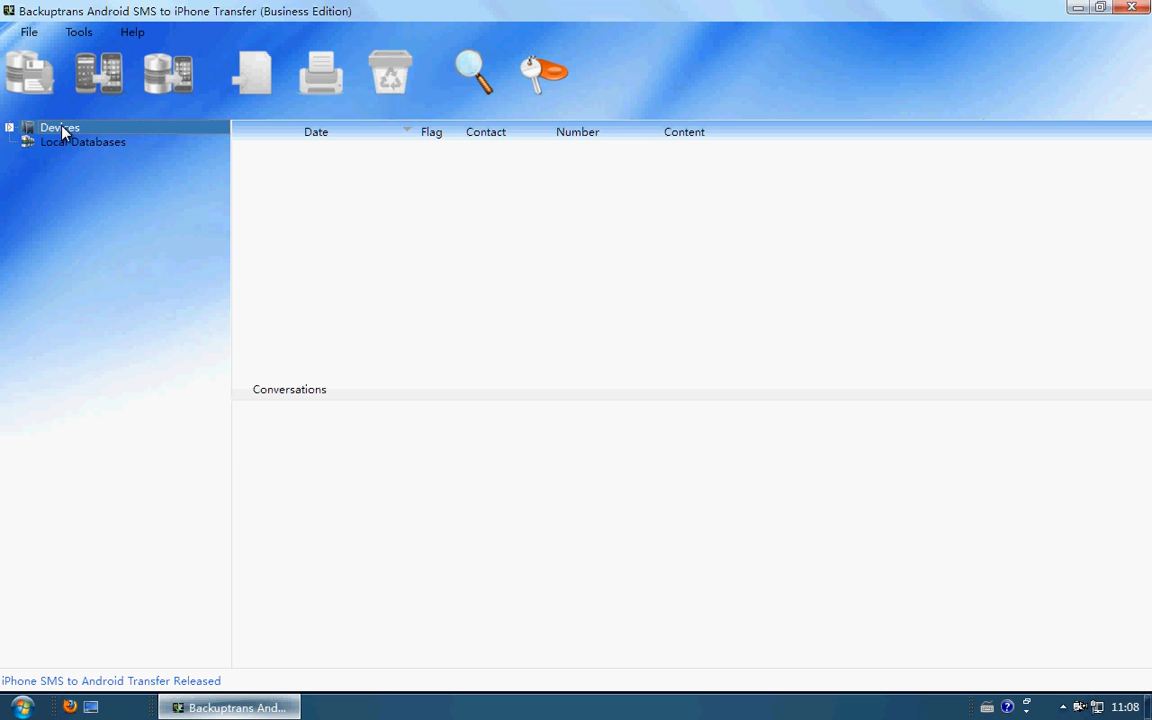 Backuptrans Android SMS to iPhone Transfer (Business Edition)
File Tools Help
Devices
Local Databases
Date Flag Contact Number Content
Conversations
iPhone SMS to Android Transfer Released
Backuptrans And... 11:08